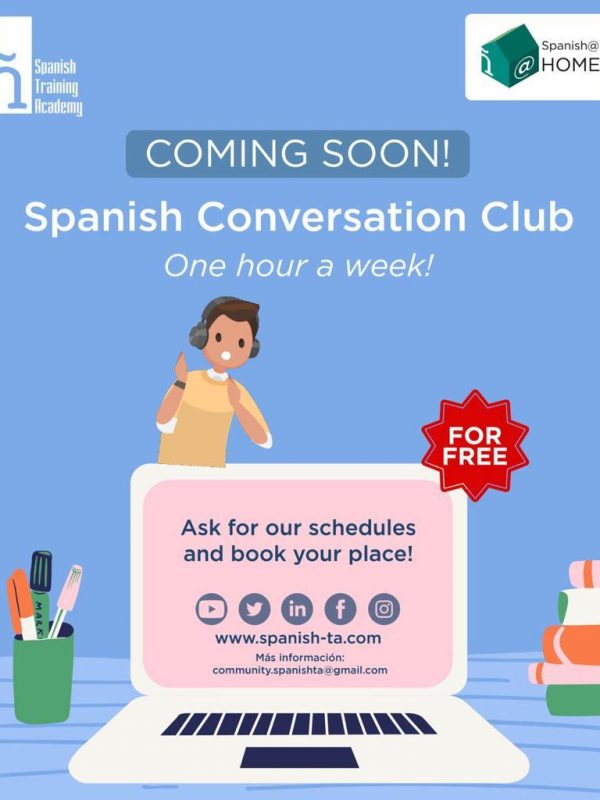 ñ
Spanish
Training
Academy
Spanish@
HOME
ñ @
COMING SOON!
Spanish Conversation Club
One hour a week!
FOR
FREE
Ask for our schedules
and book your place!
in f
www.spanish-ta.com
Más información:
community.spanishta@gmail.com
MARK